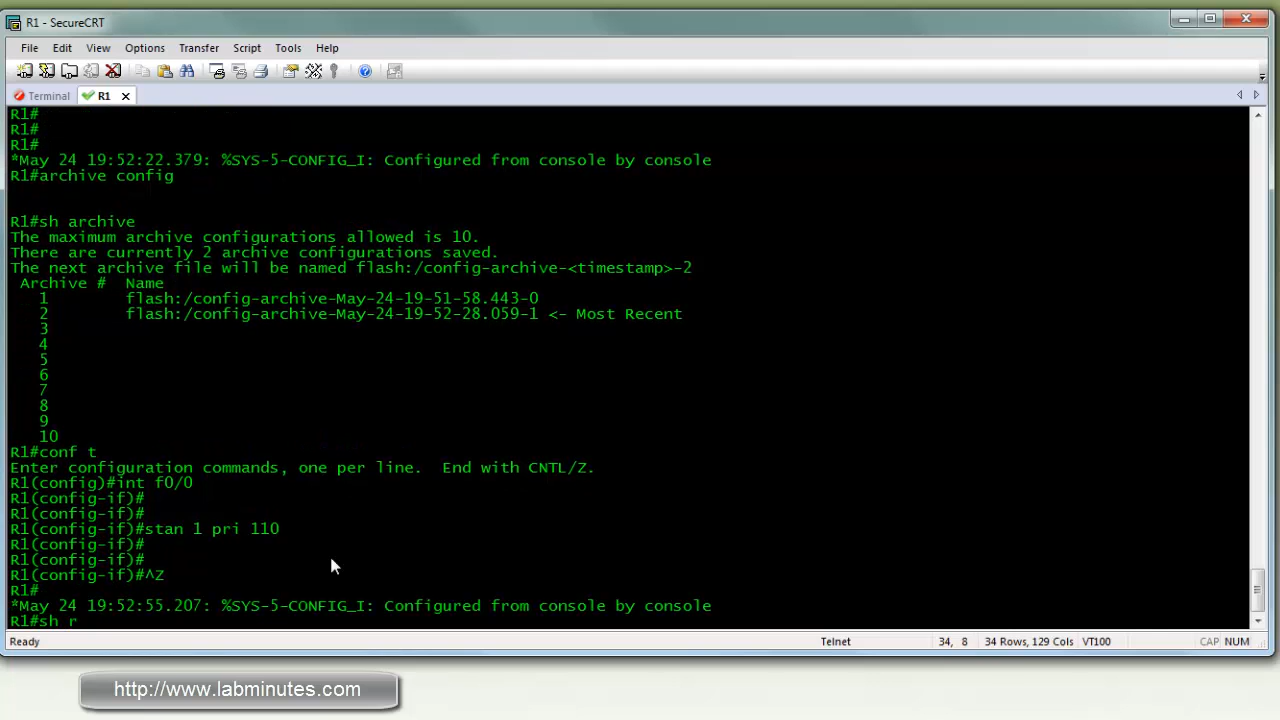 R1 - SecureCRT
File Edit View Options Transfer Script Tools Help
Terminal R1
R1#
R1#
R1#
*May 24 19:52:22.379: %SYS-5-CONFIG_I: Configured from console by console
R1#archive config
R1#sh archive
The maximum archive configurations allowed is 10.
There are currently 2 archive configurations saved.
The next archive file will be named flash:/config-archive-<timestamp>-2
Archive # Name
1 flash:/config-archive-May-24-19-51-58.443-0
2 flash:/config-archive-May-24-19-52-28.059-1 <- Most Recent
3
4
5
6
7
8
9
10
R1#conf t
Enter configuration commands, one per line. End with CNTL/Z.
R1(config)#int f0/0
R1(config-if)#
R1(config-if)#
R1(config-if)#stan 1 pri 110
R1(config-if)#
R1(config-if)#
R1(config-if)#^Z
R1#
*May 24 19:52:55.207: %SYS-5-CONFIG_I: Configured from console by console
R1#sh r
Ready Telnet 34, 8 34 Rows, 129 Cols VT100 CAP NUM
http://www.labminutes.com